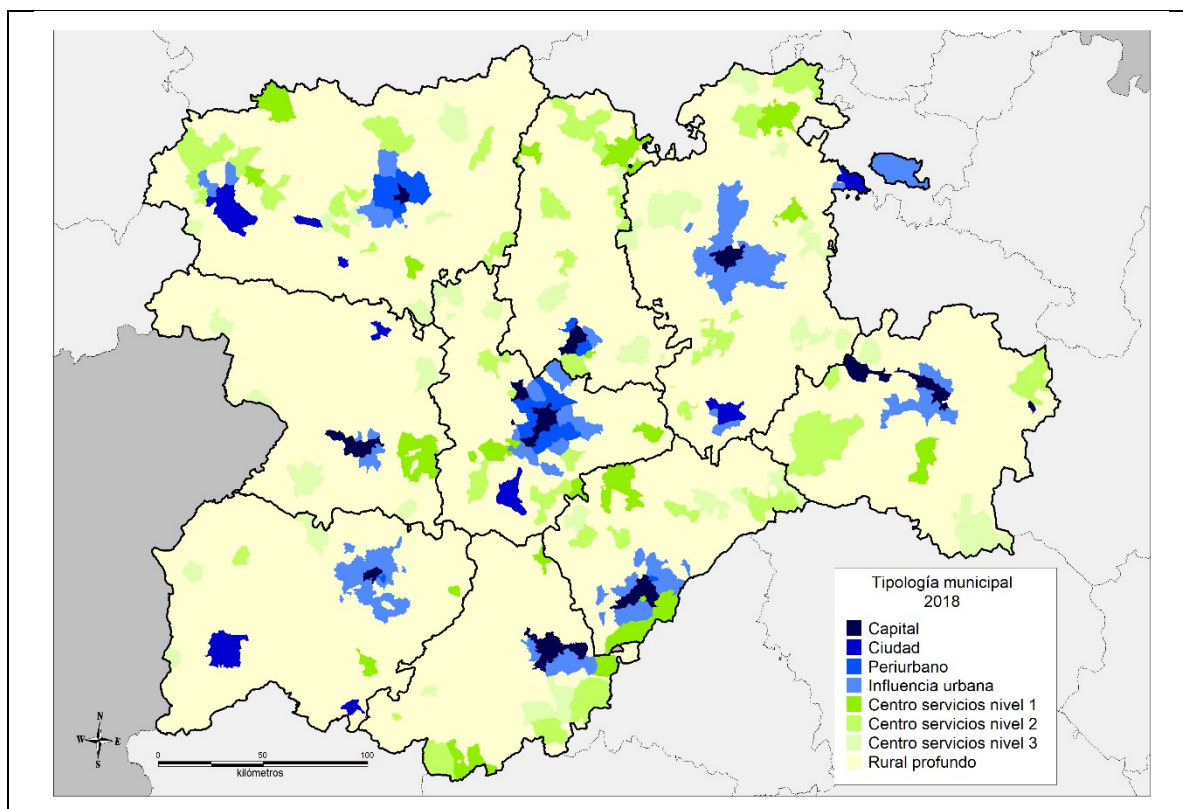 Tipología municipal
2018
Capital
Ciudad
Periurbano
Influencia urbana
Centro servicios nivel 1
Centro servicios nivel 2
Centro servicios nivel 3
Rural profundo
N
W E
S
0 50 100
kilómetros